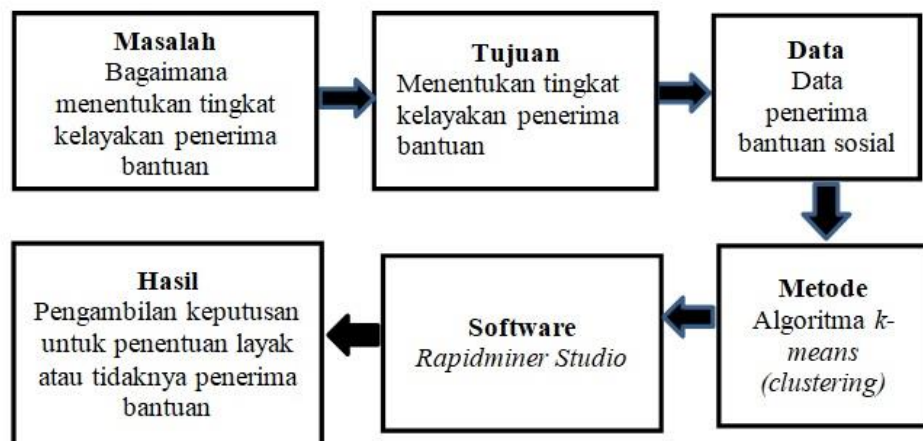 Masalah
Bagaimana
menentukan tingkat
kelayakan penerima
bantuan
Tujuan
Menentukan tingkat
kelayakan penerima
bantuan
Data
Data
penerima
bantuan sosial
Metode
Algoritma k-
means
(clustering)
Software
Rapidminer Studio
Hasil
Pengambilan keputusan
untuk penentuan layak
atau tidaknya penerima
bantuan